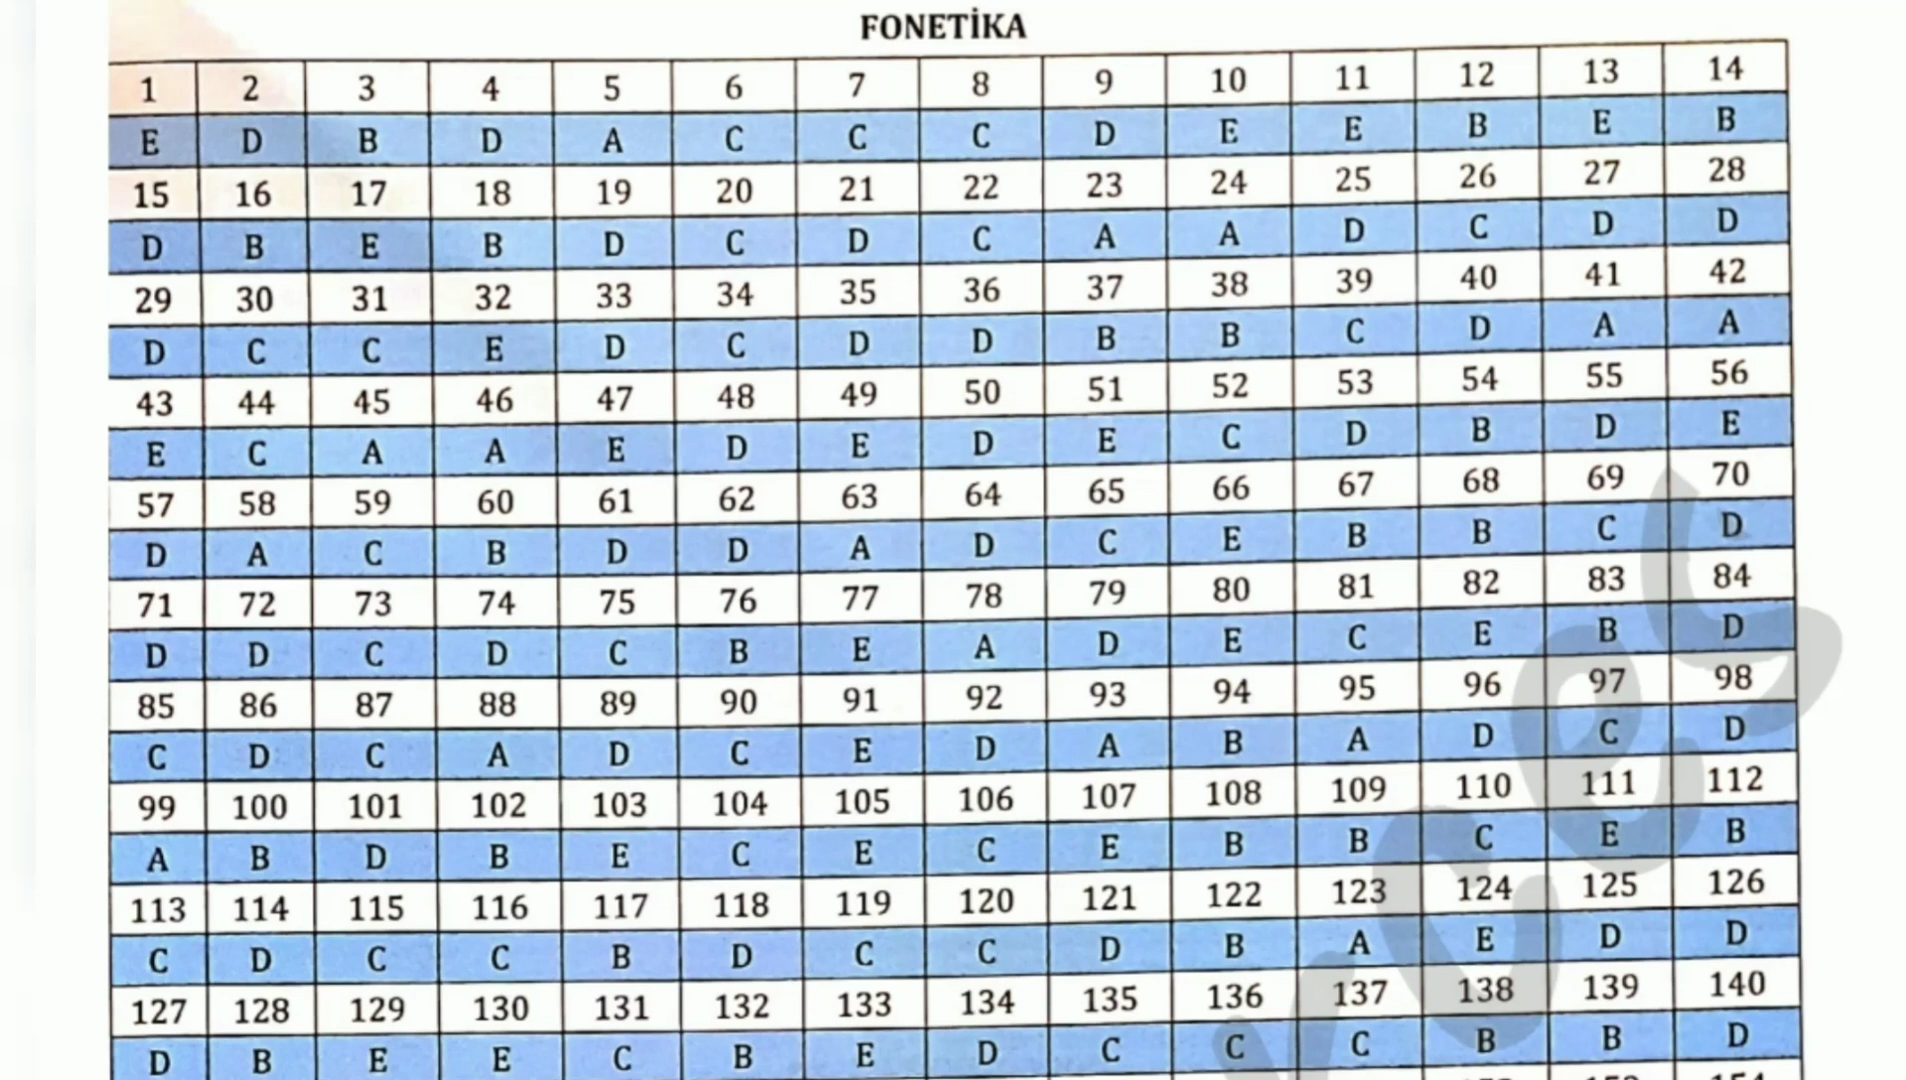 FONETİKA
1 2 3 4 5 6 7 8 9 10 11 12 13 14
E D B D A C C C D E E B E B
15 16 17 18 19 20 21 22 23 24 25 26 27 28
D B E B D C D C A A D C D D
29 30 31 32 33 34 35 36 37 38 39 40 41 42
D C C E D C D D B B C D A A
43 44 45 46 47 48 49 50 51 52 53 54 55 56
E C A A E D E D E C D B D E
57 58 59 60 61 62 63 64 65 66 67 68 69 70
D A C B D D A D C E B B C D
71 72 73 74 75 76 77 78 79 80 81 82 83 84
D D C D C B E A D E C E B D
85 86 87 88 89 90 91 92 93 94 95 96 97 98
C D C A D C E D A B A D C D
99 100 101 102 103 104 105 106 107 108 109 110 111 112
A B D B E C E C E B B C E B
113 114 115 116 117 118 119 120 121 122 123 124 125 126
C D C C B D C C D B A E D D
127 128 129 130 131 132 133 134 135 136 137 138 139 140
D B E E C B E D C C C B B D